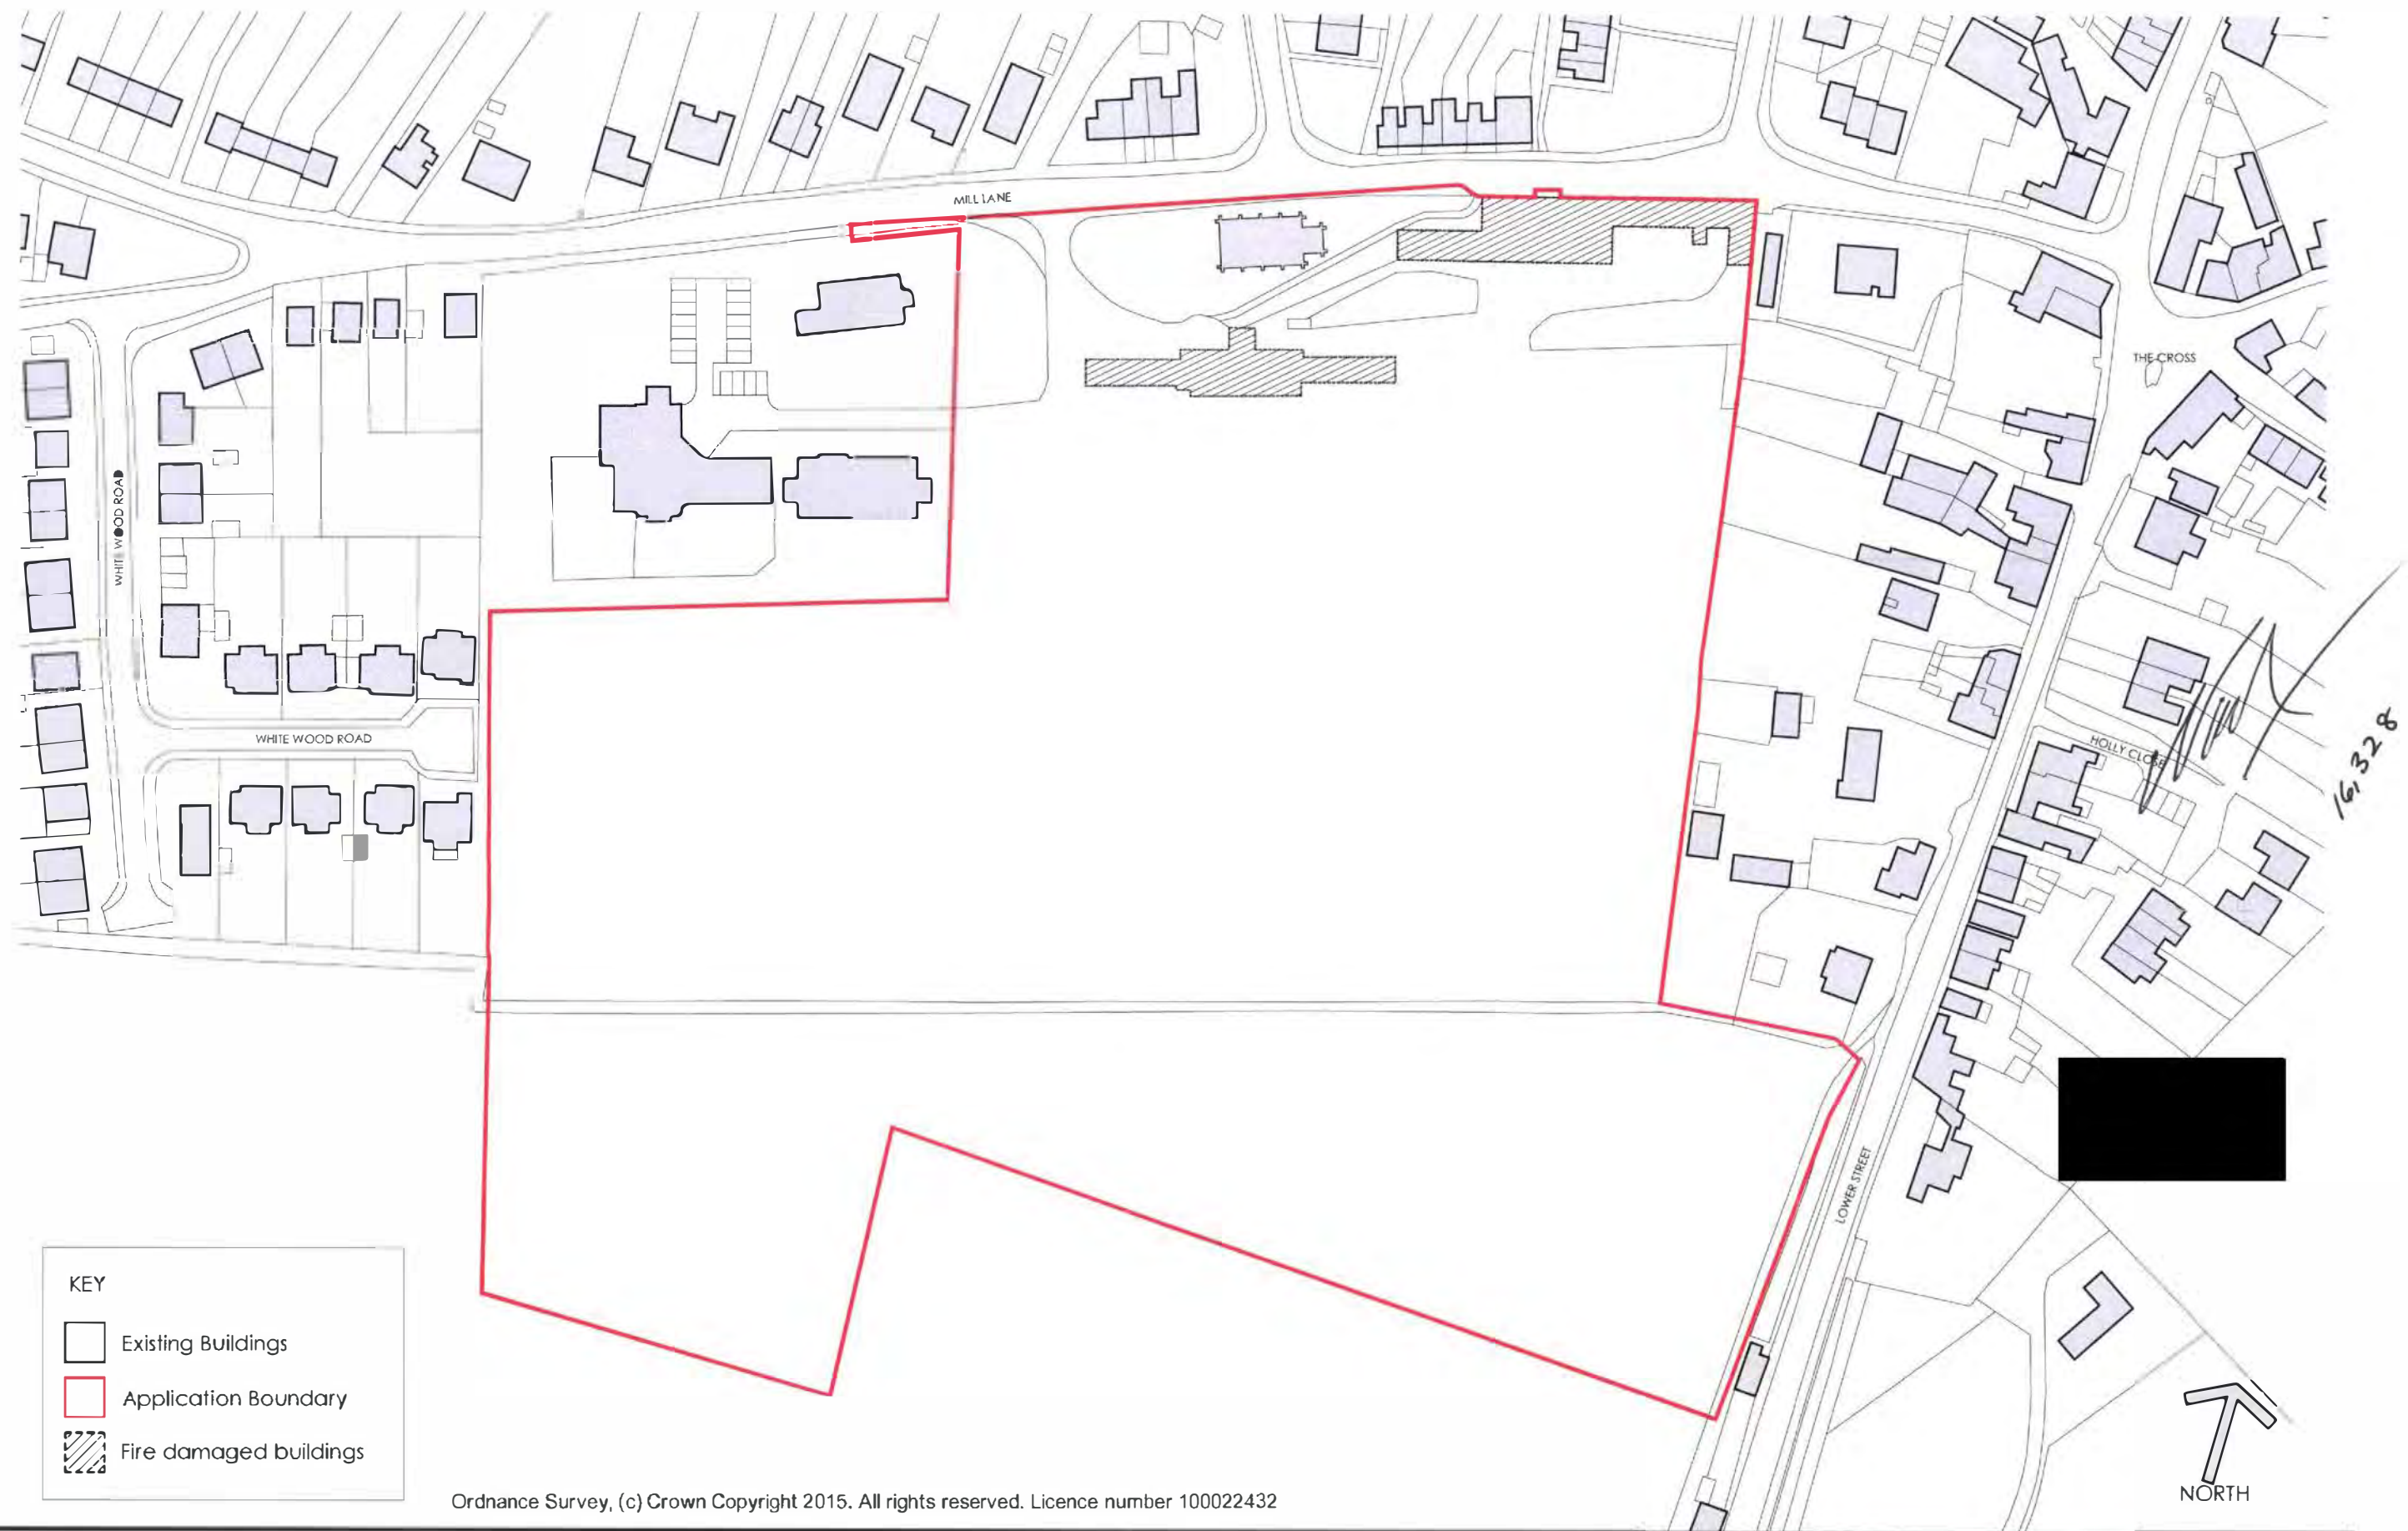 MILL LANE
THE CROSS
WHITE WOOD ROAD
WHITE WOOD ROAD
HOLLY CLOSE
16,328
LOWER STREET
KEY
Existing Buildings
Application Boundary
Fire damaged buildings
NORTH
Ordnance Survey, (c) Crown Copyright 2015. All rights reserved. Licence number 100022432